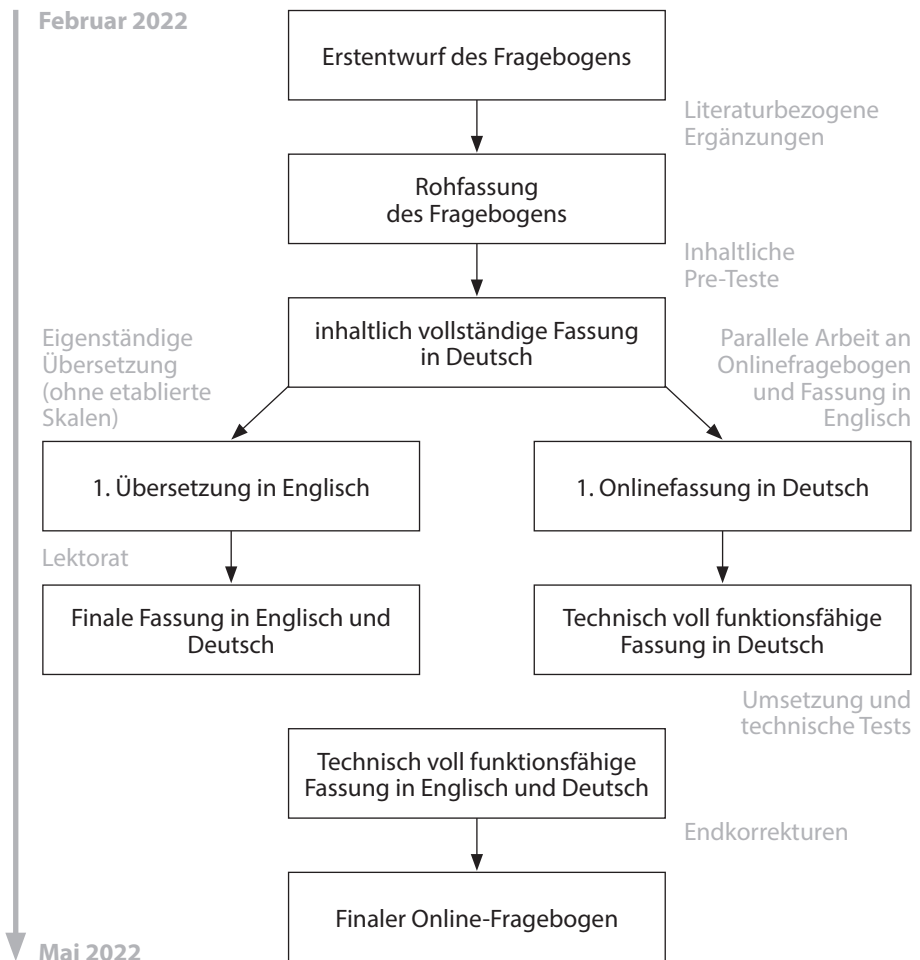 Februar 2022
Erstentwurf des Fragebogens
Literaturbezogene
Ergänzungen
Rohfassung
des Fragebogens
Inhaltliche
Pre-Teste
inhaltlich vollständige Fassung
in Deutsch
Eigenständige
Übersetzung
(ohne etablierte
Skalen)
Parallele Arbeit an
Onlinefragebogen
und Fassung in
Englisch
1. Übersetzung in Englisch
1. Onlinefassung in Deutsch
Lektorat
Finale Fassung in Englisch und
Deutsch
Technisch voll funktionsfähige
Fassung in Deutsch
Umsetzung und
technische Tests
Technisch voll funktionsfähige
Fassung in Englisch und Deutsch
Endkorrekturen
Finaler Online-Fragebogen
Mai 2022